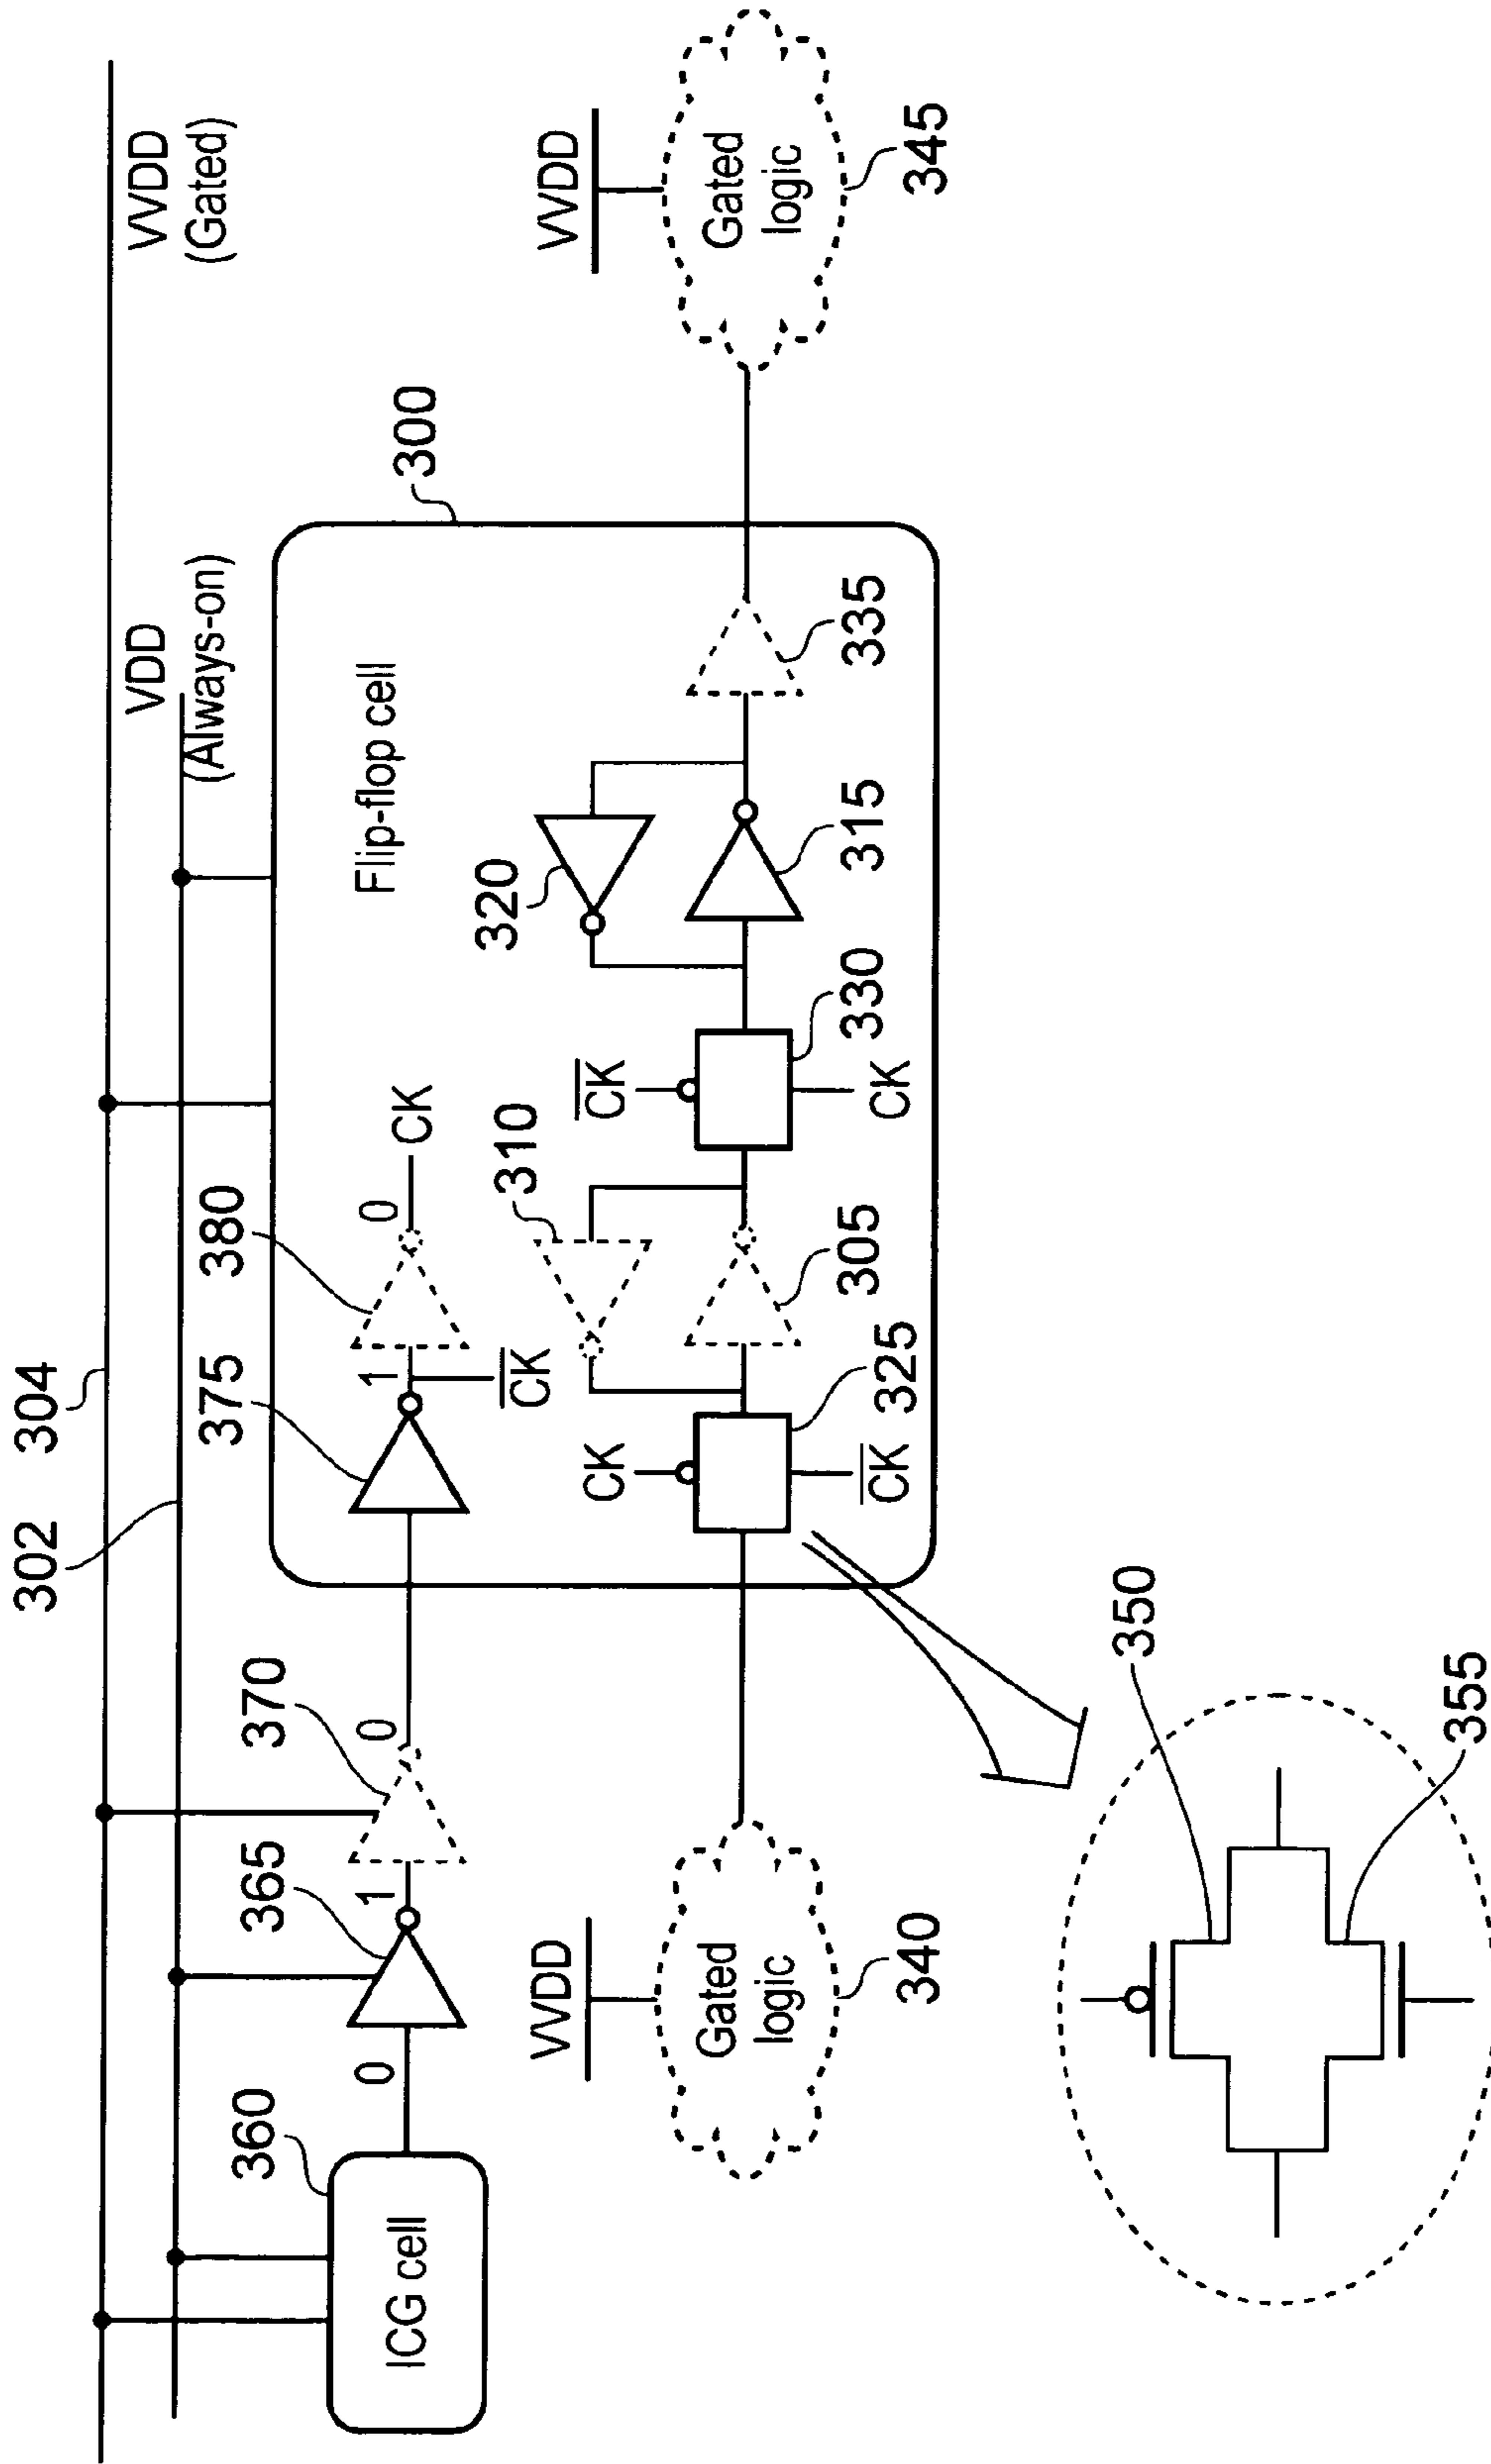 302
304
VDD
(Always-on)
VVDD
(Gated)
360
ICG cell
0
365
1
370
0
375
1
CK
380
0
CK
Flip-flop cell
300
VVDD
Gated
logic
340
CK
CK
325
305
310
CK
CK
330
320
315
335
VVDD
Gated
logic
345
350
355